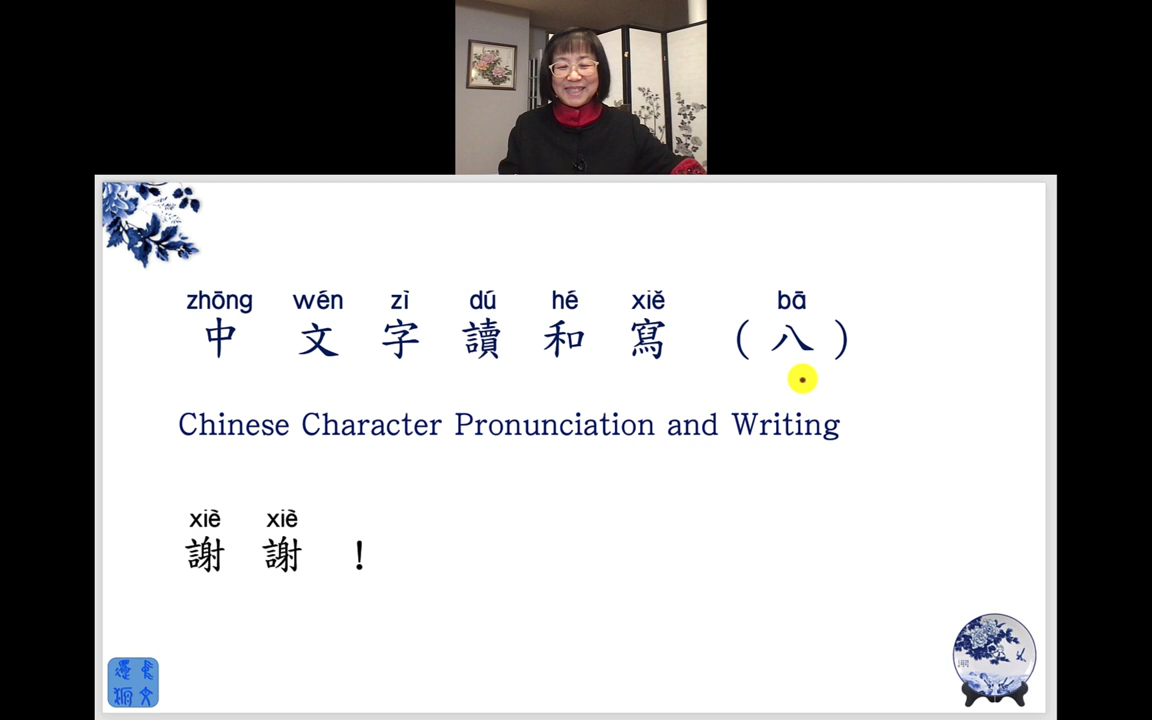 zhōng wén zì dú hé xiě bā
中 文 字 讀 和 寫 （ 八 ）
Chinese Character Pronunciation and Writing
xiè xiè
謝 謝 ！